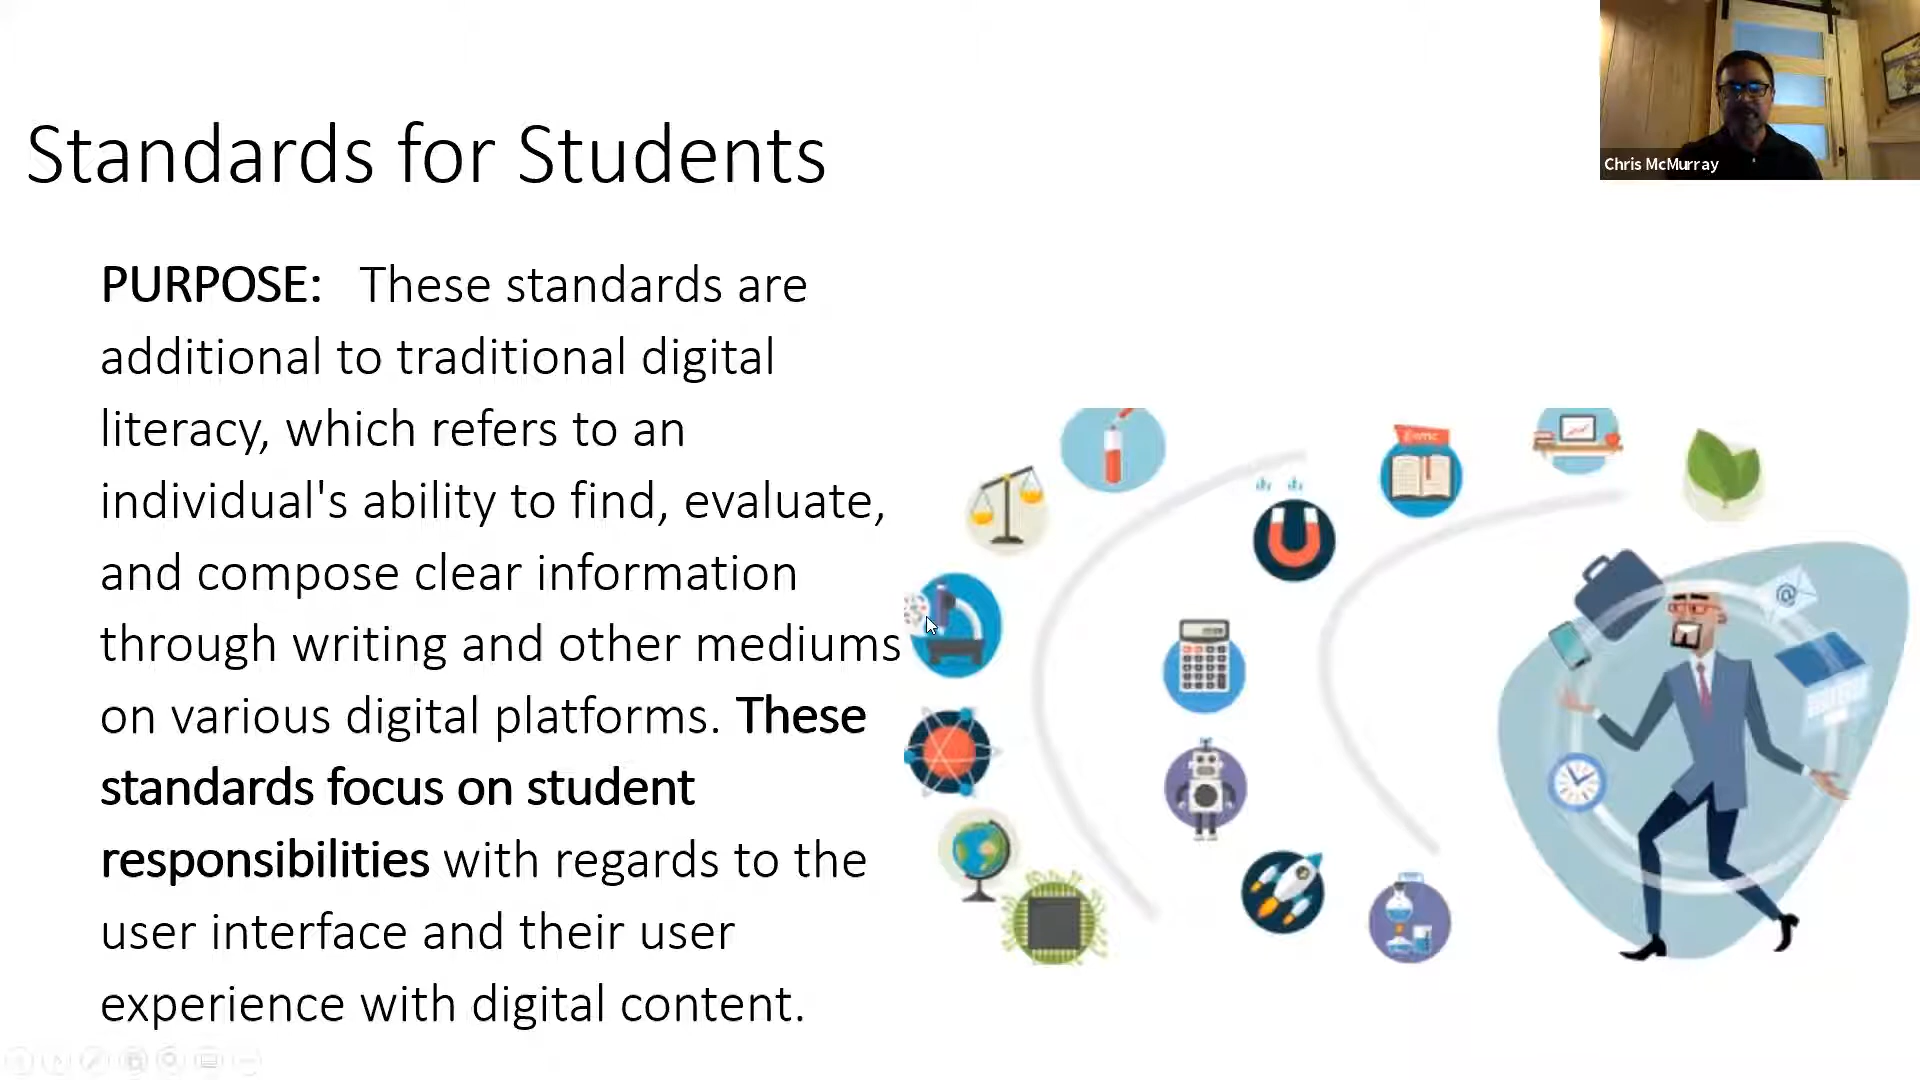 Standards for Students
Chris McMurray
PURPOSE: These standards are
additional to traditional digital
literacy, which refers to an
individual's ability to find, evaluate,
and compose clear information
through writing and other mediums
on various digital platforms. These
standards focus on student
responsibilities with regards to the
user interface and their user
experience with digital content.
@